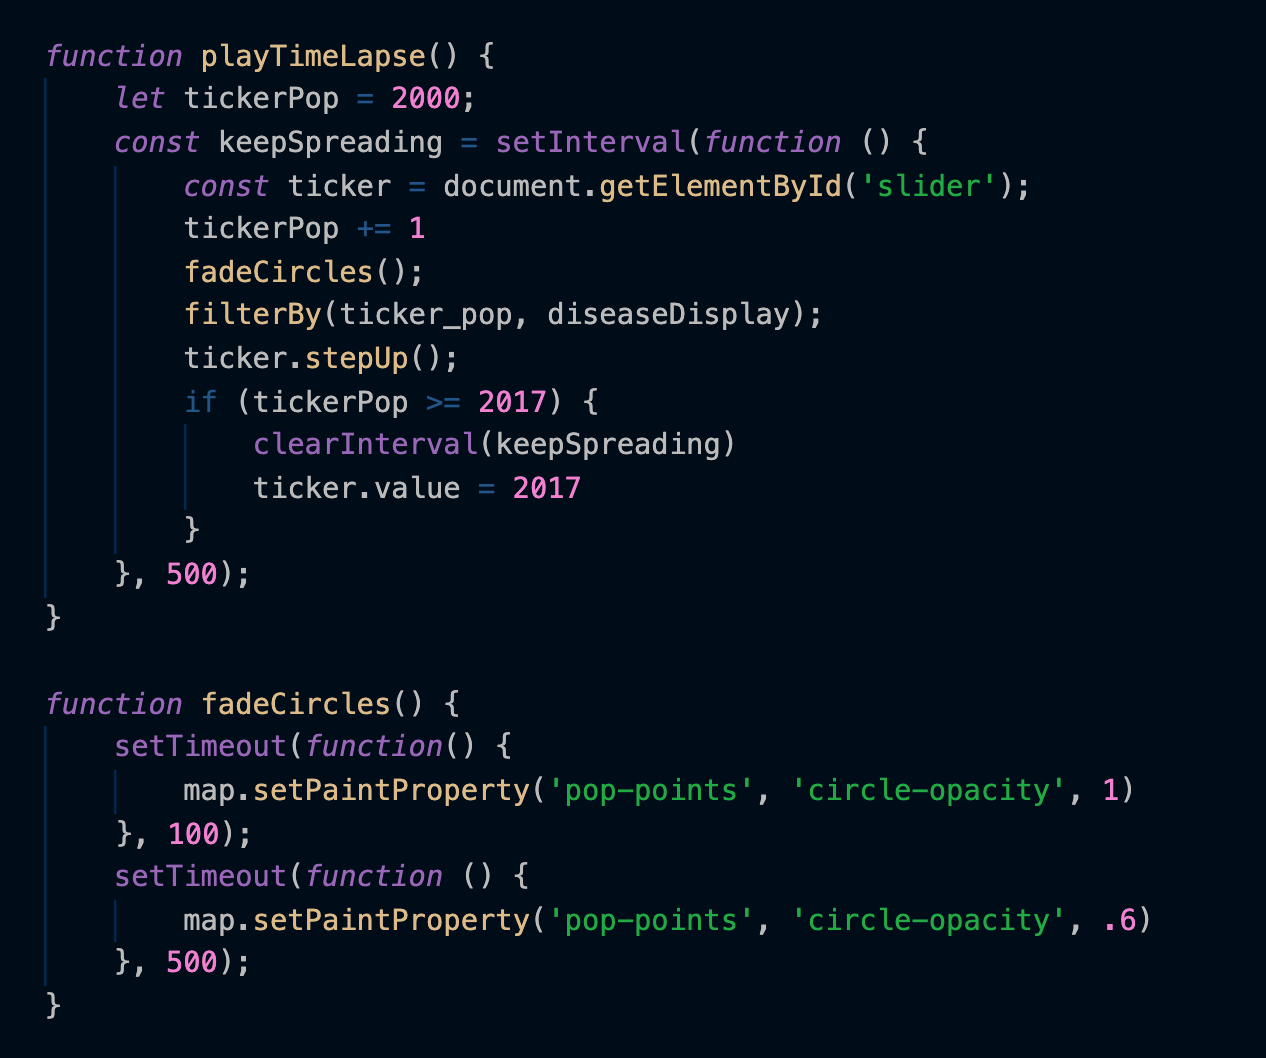 function playTimeLapse() {
    let tickerPop = 2000;
    const keepSpreading = setInterval(function () {
        const ticker = document.getElementById('slider');
        tickerPop += 1
        fadeCircles();
        filterBy(ticker_pop, diseaseDisplay);
        ticker.stepUp();
        if (tickerPop >= 2017) {
            clearInterval(keepSpreading)
            ticker.value = 2017
        }
    }, 500);
}

function fadeCircles() {
    setTimeout(function() {
        map.setPaintProperty('pop-points', 'circle-opacity', 1)
    }, 100);
    setTimeout(function () {
        map.setPaintProperty('pop-points', 'circle-opacity', .6)
    }, 500);
}